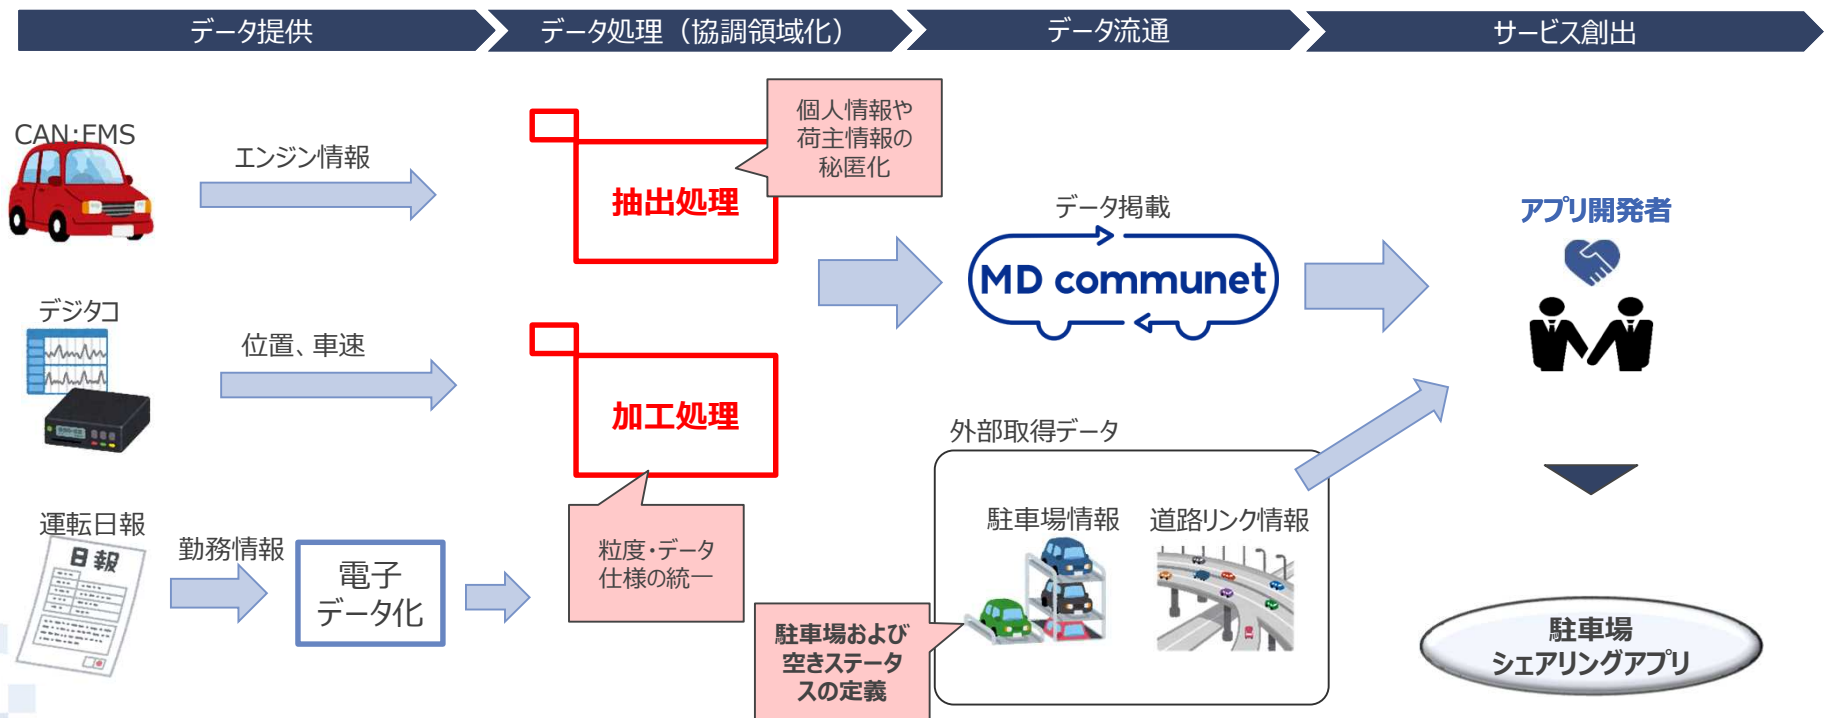 データ提供
データ処理（協調領域化）
データ流通
サービス創出
CAN:FMS
エンジン情報
デジタコ
位置、車速
運転日報
日報
勤務情報
電子
データ化
抽出処理
個人情報や
荷主情報の
秘匿化
加工処理
粒度・データ
仕様の統一
データ掲載
MD communet
外部取得データ
駐車場情報
道路リンク情報
駐車場および
空きステータ
スの定義
アプリ開発者
駐車場
シェアリングアプリ